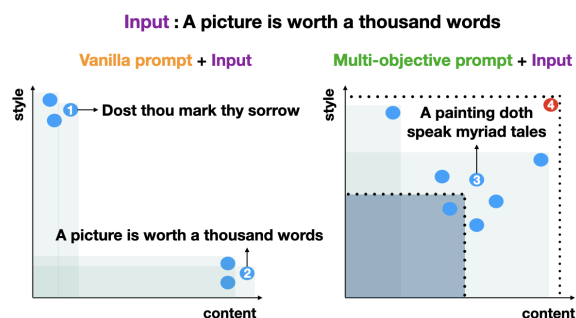 Input : A picture is worth a thousand words
Vanilla prompt + Input
style
1
Dost thou mark thy sorrow
A picture is worth a thousand words
2
content
Multi-objective prompt + Input
style
4
A painting doth
speak myriad tales
3
content